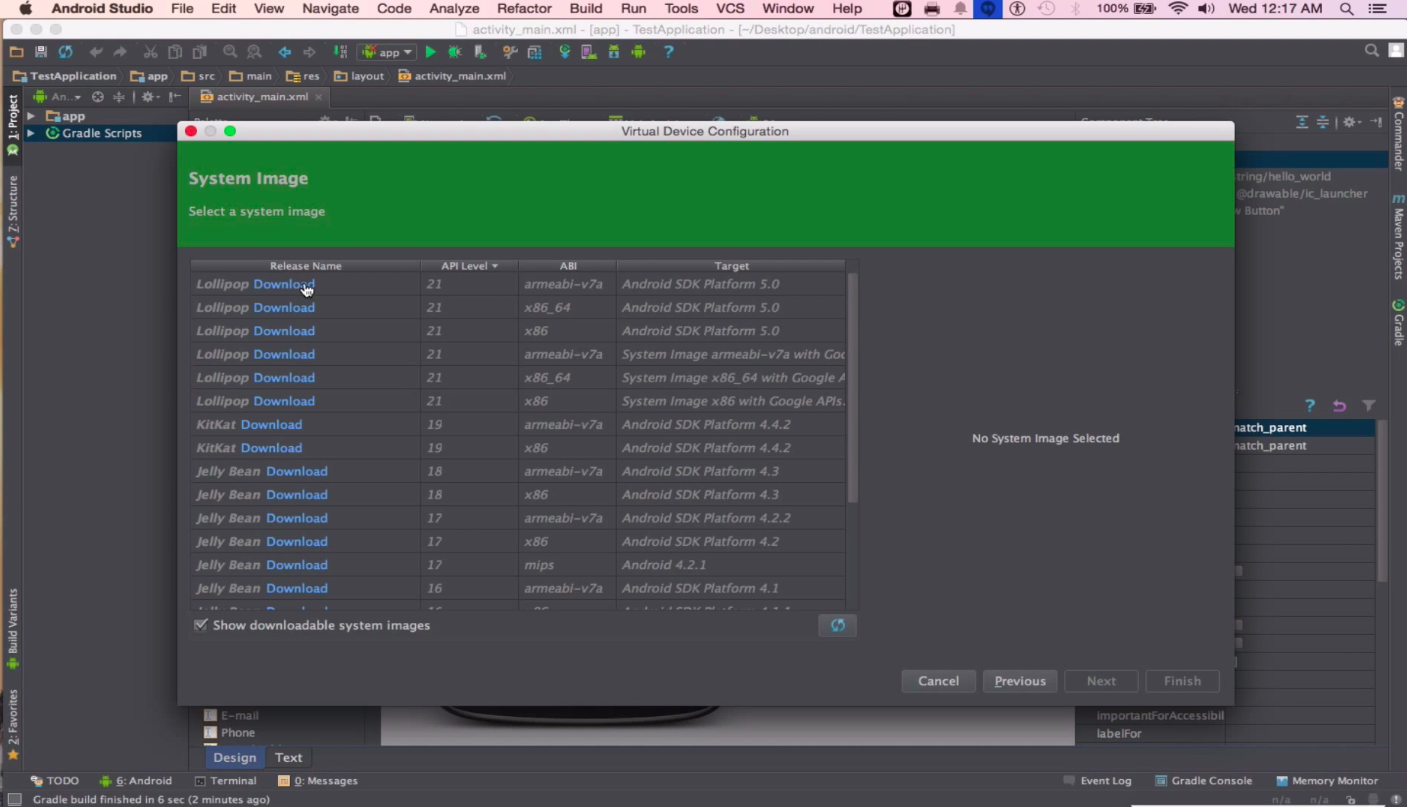 Android Studio File Edit View Navigate Code Analyze Refactor Build Run Tools VCS Window Help 100% Wed 12:17 AM
activity_main.xml - [app] - TestApplication - [~/Desktop/android/TestApplication]
app
TestApplication app src main res layout activity_main.xml
An.. activity_main.xml
app
Gradle Scripts
1: Project
Z: Structure
Build Variants
2: Favorites
Virtual Device Configuration
System Image
Select a system image
Release Name API Level ABI Target
Lollipop Download 21 armeabi-v7a Android SDK Platform 5.0
Lollipop Download 21 x86_64 Android SDK Platform 5.0
Lollipop Download 21 x86 Android SDK Platform 5.0
Lollipop Download 21 armeabi-v7a System Image armeabi-v7a with Goo
Lollipop Download 21 x86_64 System Image x86_64 with Google A
Lollipop Download 21 x86 System Image x86 with Google APIs.
KitKat Download 19 armeabi-v7a Android SDK Platform 4.4.2
KitKat Download 19 x86 Android SDK Platform 4.4.2
Jelly Bean Download 18 armeabi-v7a Android SDK Platform 4.3
Jelly Bean Download 18 x86 Android SDK Platform 4.3
Jelly Bean Download 17 armeabi-v7a Android SDK Platform 4.2.2
Jelly Bean Download 17 x86 Android SDK Platform 4.2
Jelly Bean Download 17 mips Android 4.2.1
Jelly Bean Download 16 armeabi-v7a Android SDK Platform 4.1
No System Image Selected
Show downloadable system images
Cancel Previous Next Finish
string/hello_world
@drawable/ic_launcher
w Button"
match_parent
match_parent
importantForAccessibil
labelFor
Commander
Maven Projects
Gradle
E-mail
Phone
Design Text
TODO 6: Android Terminal 0: Messages Event Log Gradle Console Memory Monitor
Gradle build finished in 6 sec (2 minutes ago) n/a n/a